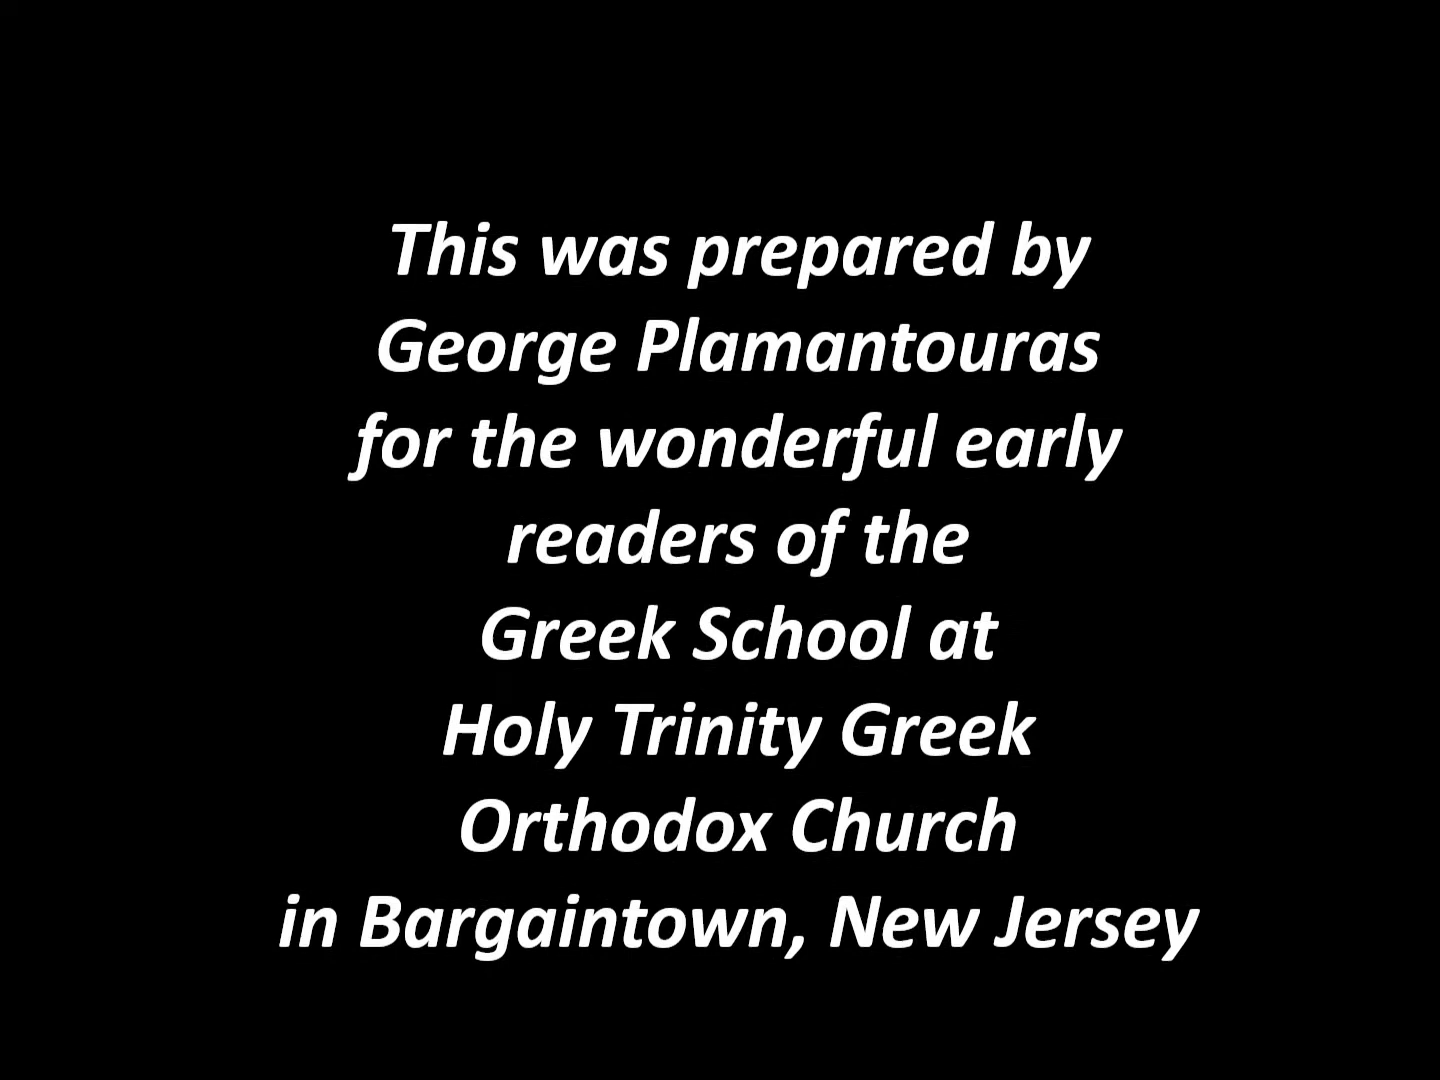 This was prepared by
George Plamantouras
for the wonderful early
readers of the
Greek School at
Holy Trinity Greek
Orthodox Church
in Bargaintown, New Jersey